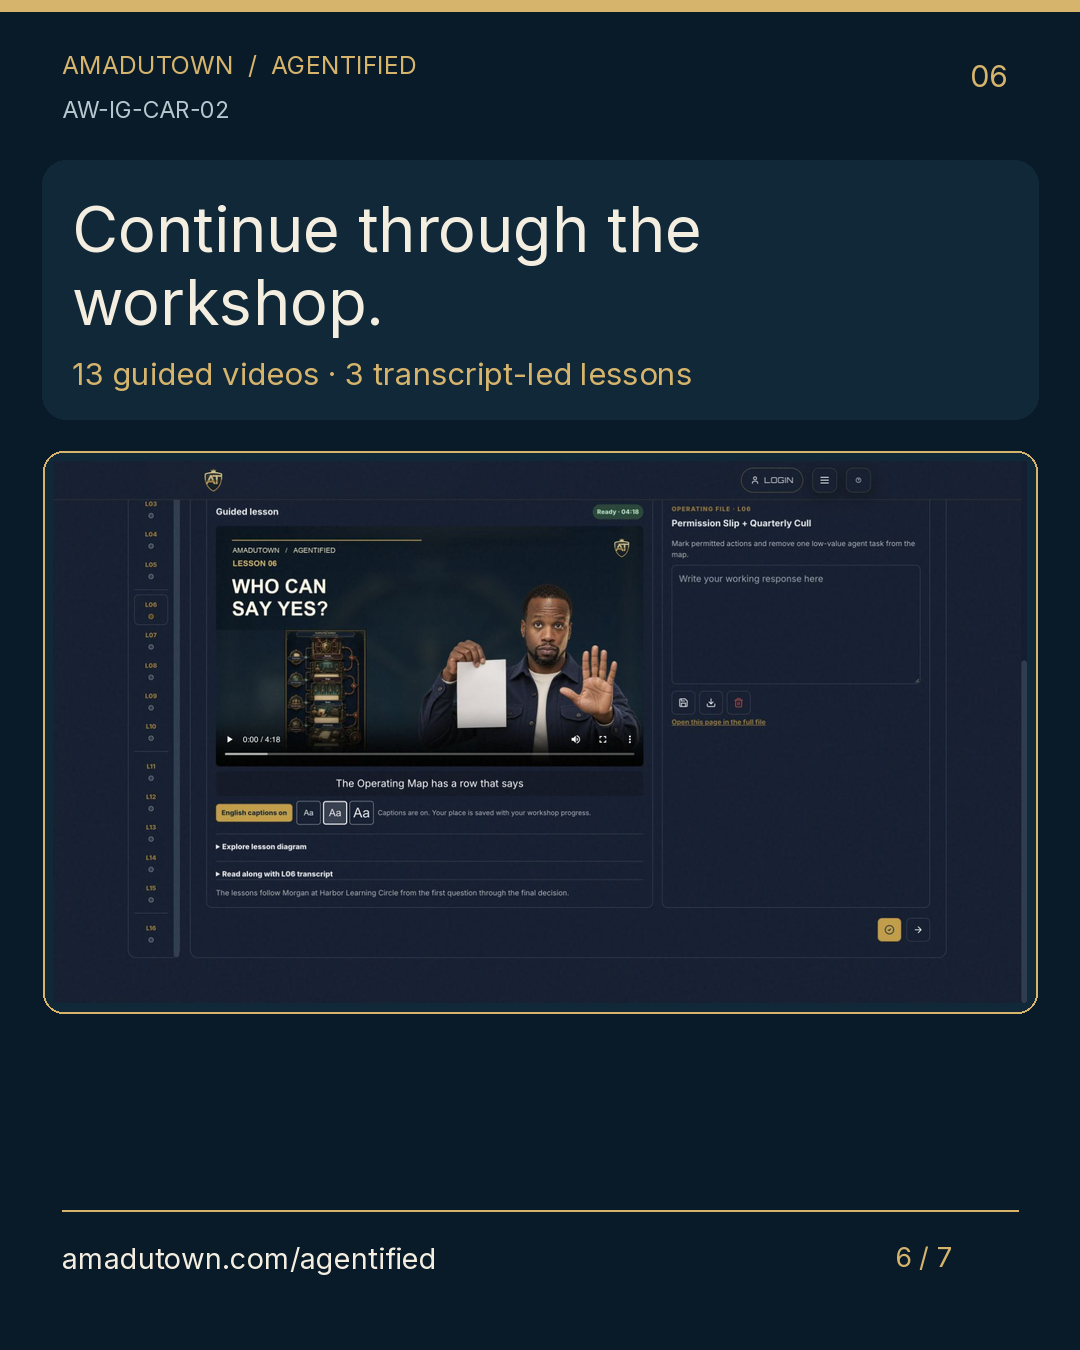 AMADUTOWN / AGENTIFIED
06
AW-IG-CAR-02
Continue through the
workshop.
13 guided videos · 3 transcript-led lessons
AT
LOGIN
L03
L04
L05
L06
L07
L08
L09
L10
L11
L12
L13
L14
L15
L16
Guided lesson
Ready · 04:18
AMADUTOWN / AGENTIFIED
AT
LESSON 06
WHO CAN
SAY YES?
0:00 / 4:18
The Operating Map has a row that says
English captions on
Aa
Aa
Aa
Captions are on. Your place is saved with your workshop progress.
Explore lesson diagram
Read along with L06 transcript
The lessons follow Morgan at Harbor Learning Circle from the first question through the final decision.
OPERATING FILE · L06
Permission Slip + Quarterly Cull
Mark permitted actions and remove one low-value agent task from the
map.
Write your working response here
Open this page in the full file
amadutown.com/agentified
6 / 7